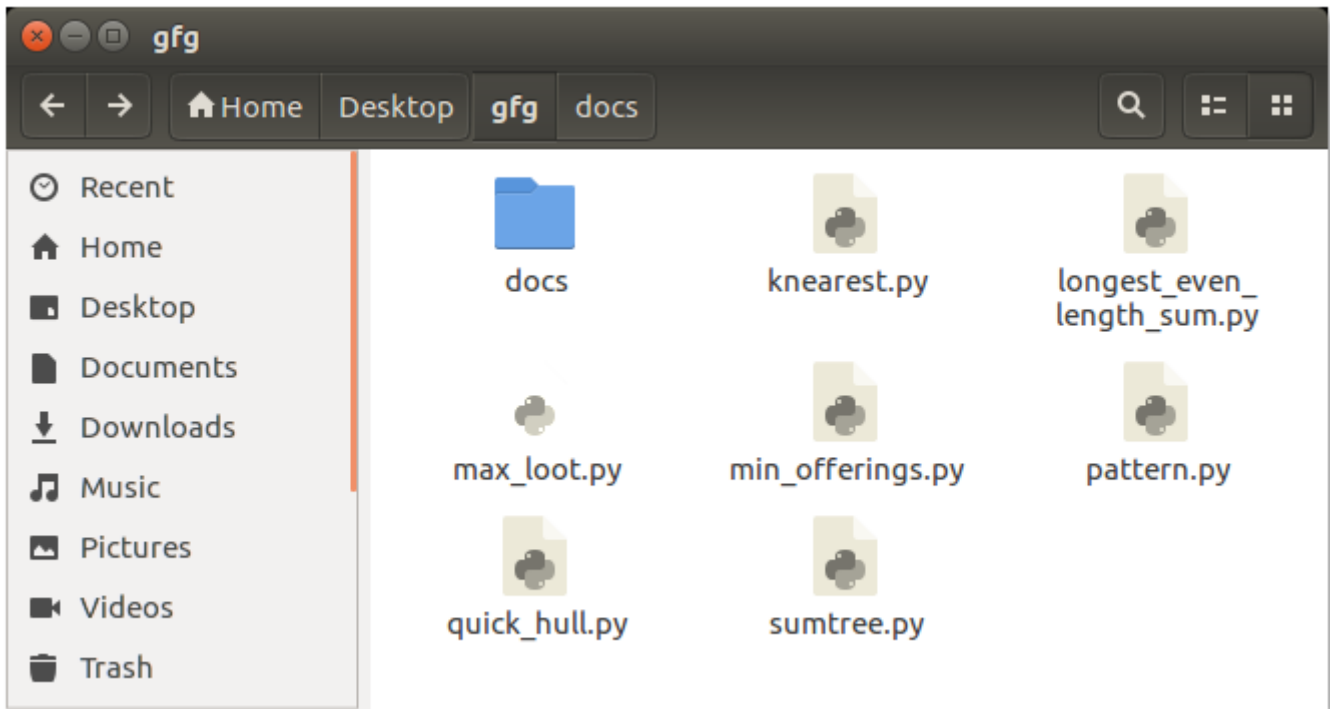 gfg
Home Desktop gfg docs
Recent
Home
Desktop
Documents
Downloads
Music
Pictures
Videos
Trash
docs
knearest.py
longest_even_
length_sum.py
max_loot.py
min_offerings.py
pattern.py
quick_hull.py
sumtree.py